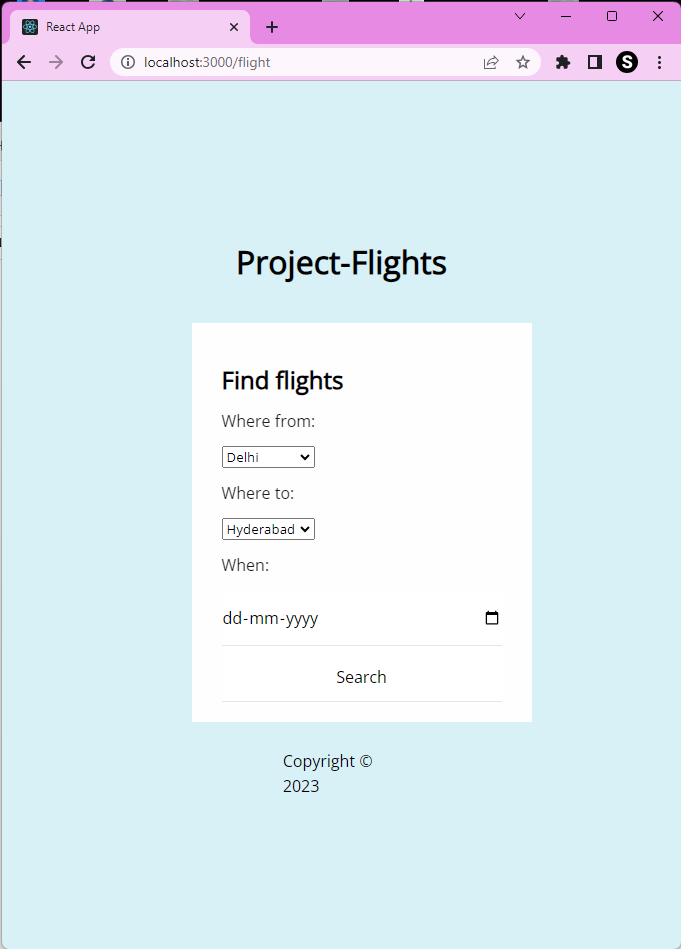 React App
localhost:3000/flight
S
Project-Flights
Find flights
Where from:
Delhi
Where to:
Hyderabad
When:
dd-mm-yyyy
Search
Copyright ©
2023